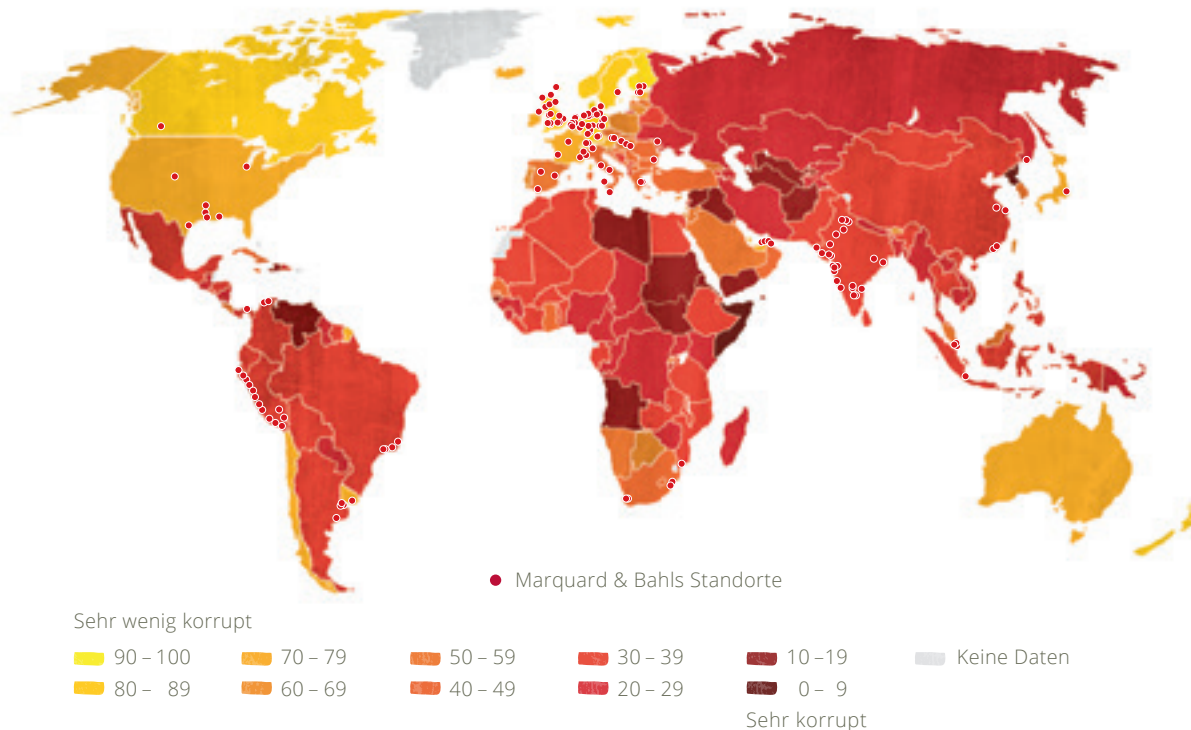 Marquard & Bahls Standorte
Sehr wenig korrupt
90 – 100
70 – 79
50 – 59
30 – 39
10 –19
Keine Daten
80 – 89
60 – 69
40 – 49
20 – 29
0 – 9
Sehr korrupt